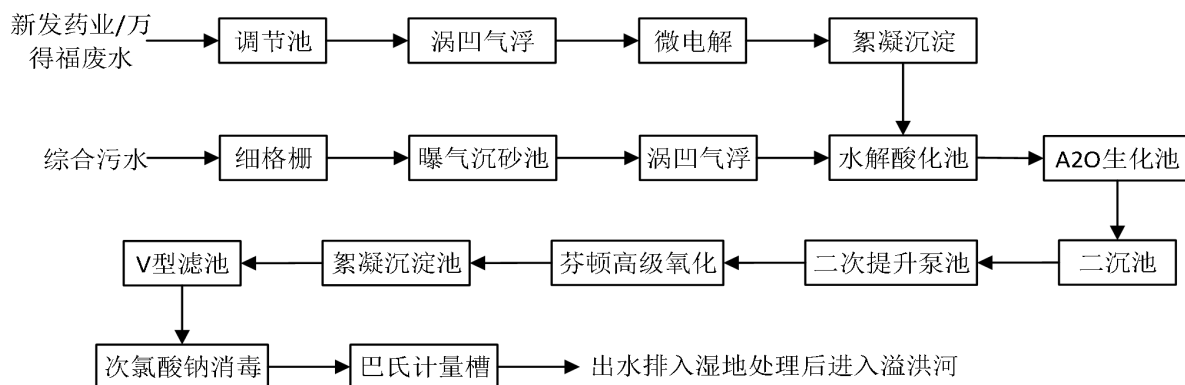 新发药业/万
得福废水
调节池
涡凹气浮
微电解
絮凝沉淀
综合污水
细格栅
曝气沉砂池
涡凹气浮
水解酸化池
A2O生化池
V型滤池
絮凝沉淀池
芬顿高级氧化
二次提升泵池
二沉池
次氯酸钠消毒
巴氏计量槽
出水排入湿地处理后进入溢洪河